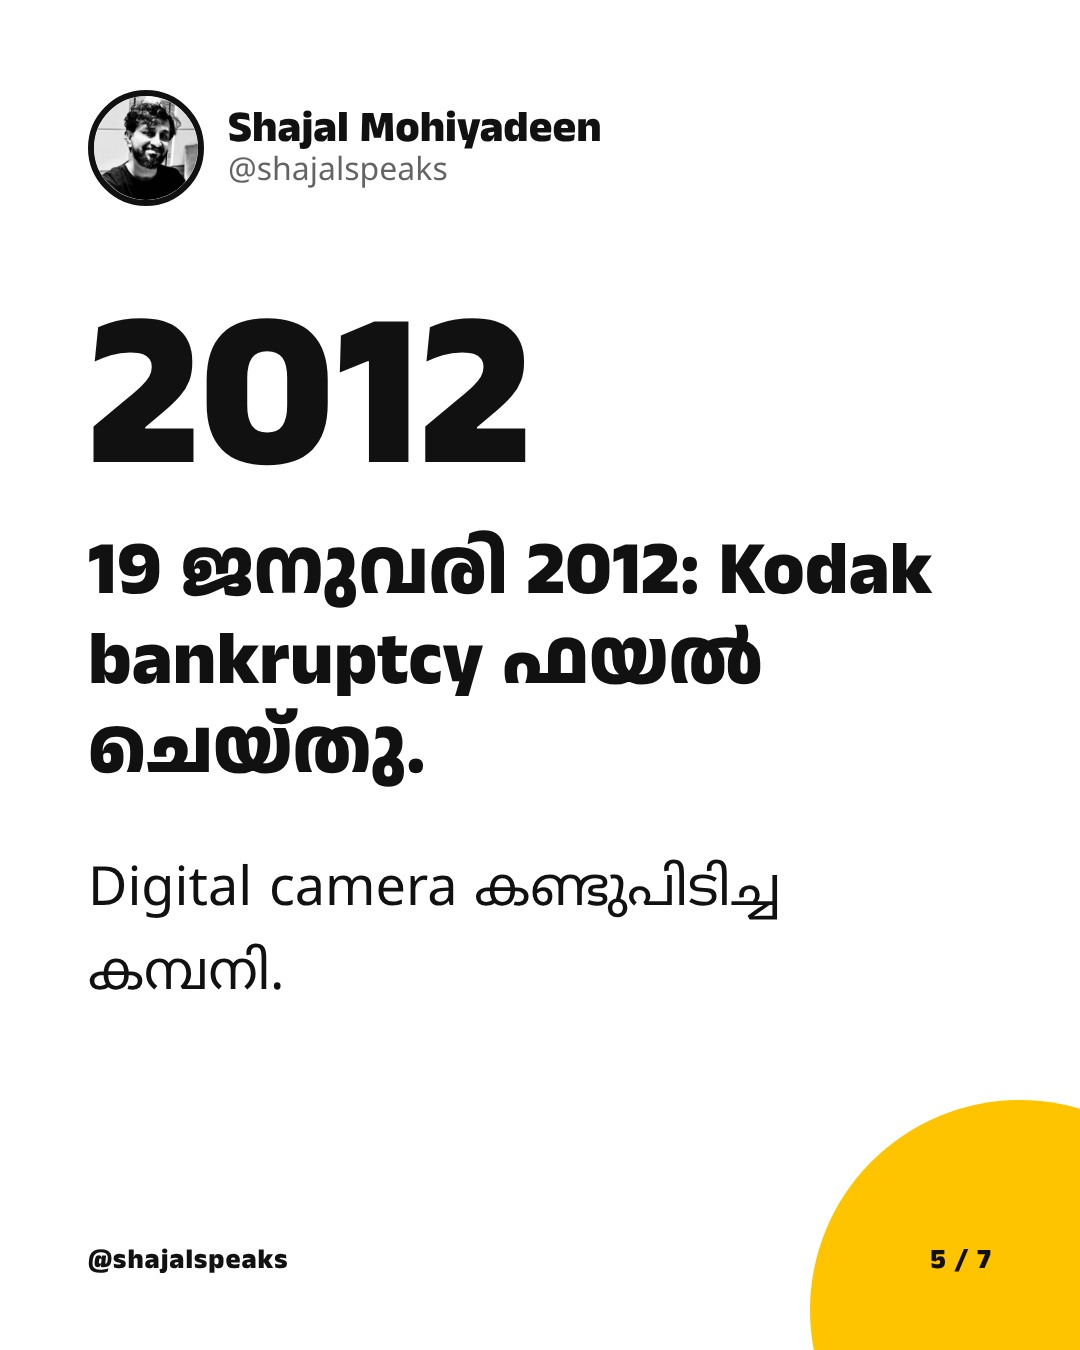 Shajal Mohiyadeen
@shajalspeaks
2012
19 ജനുവരി 2012: Kodak
bankruptcy ഫയൽ
ചെയ്തു.
Digital camera കണ്ടുപിടിച്ച
കമ്പനി.
@shajalspeaks
5 / 7